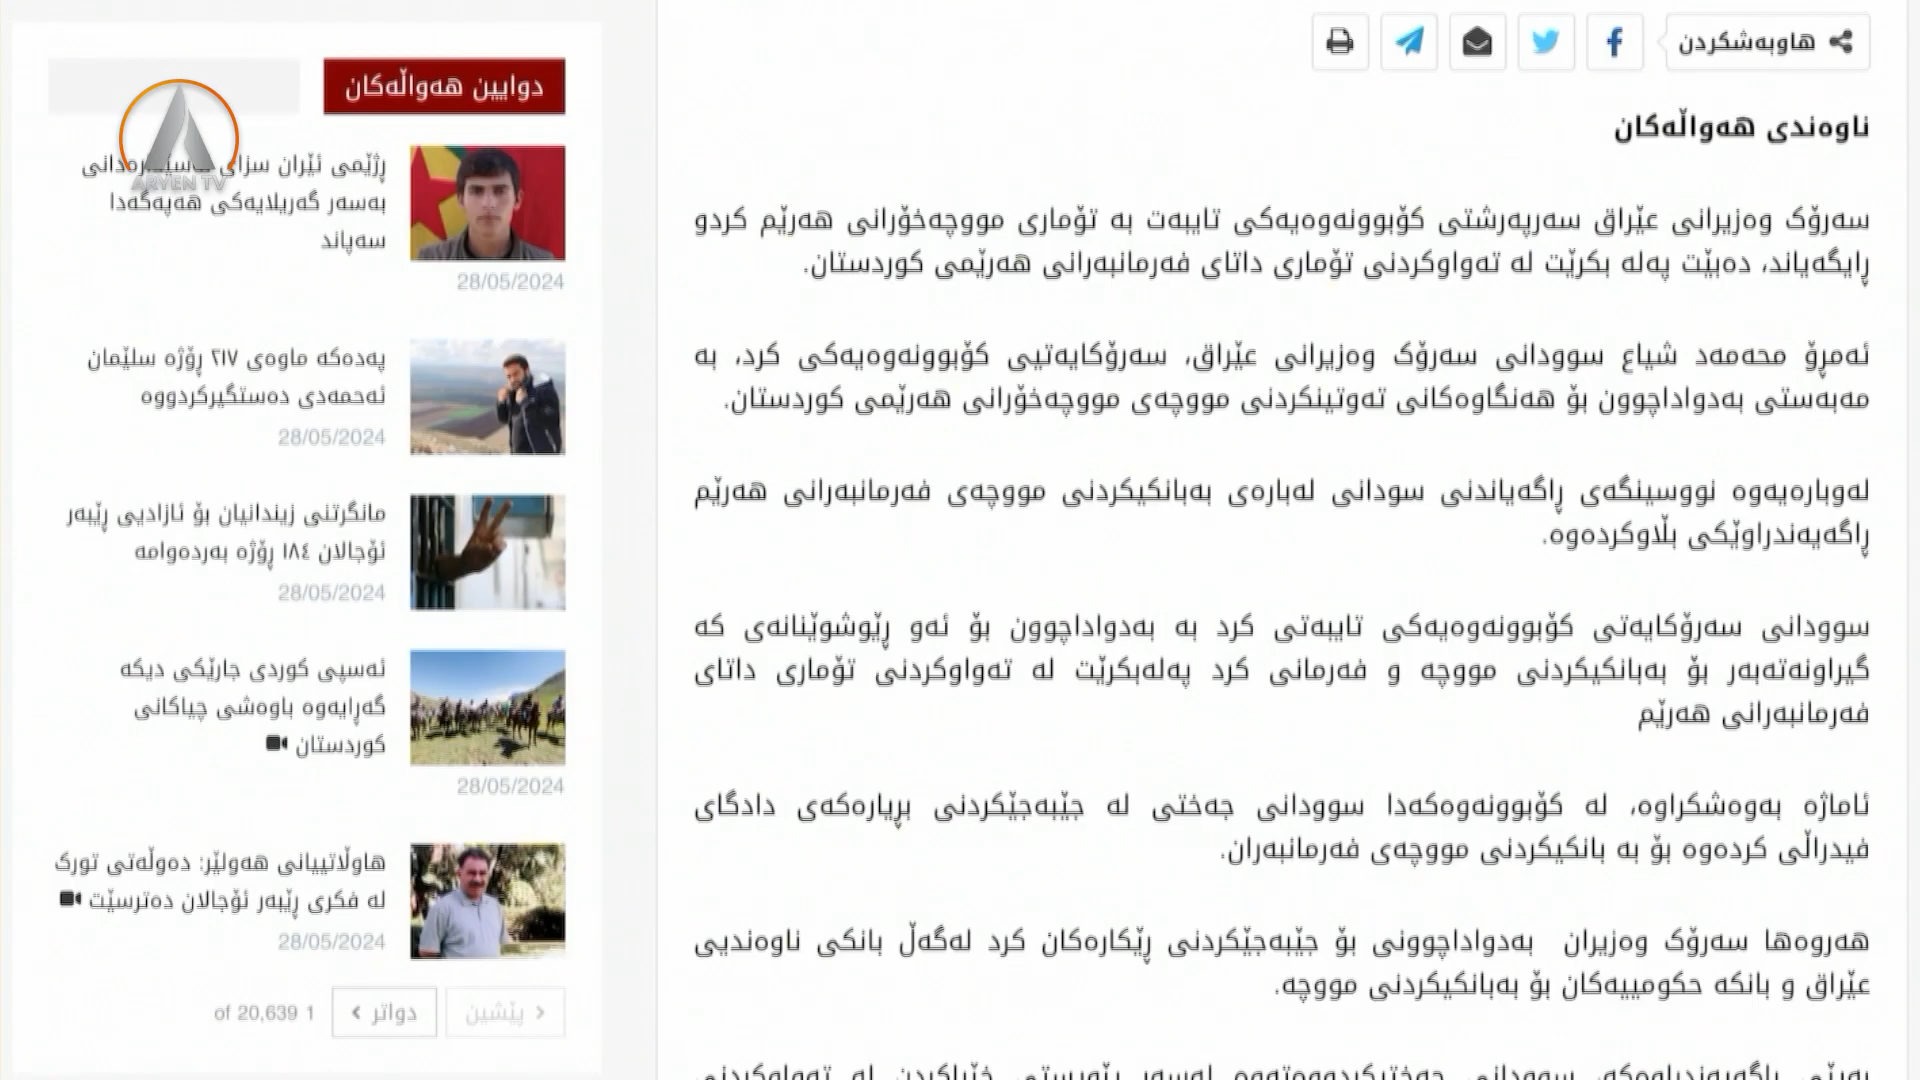 هاوبەشکردن
ناوەندی هەواڵەکان
سەرۆک وەزیرانی عێراق سەرپەرشتی کۆبوونەوەیەکی تایبەت بە تۆماری مووچەخۆرانی هەرێم کردو
ڕایگەیاند، دەبێت پەلە بکرێت لە تەواوکردنی تۆماری داتای فەرمانبەرانی هەرێمی کوردستان.
ئەمڕۆ محەمەد شیاع سوودانی سەرۆک وەزیرانی عێراق، سەرۆکایەتیی کۆبوونەوەیەکی کرد، بە
مەبەستی بەدواداچوون بۆ هەنگاوەکانی تەوتینکردنی مووچەی مووچەخۆرانی هەرێمی کوردستان.
لەوبارەیەوە نووسینگەی ڕاگەیاندنی سودانی لەبارەی بەبانکیکردنی مووچەی فەرمانبەرانی هەرێم
ڕاگەیەندراوێکی بڵاوکردەوە.
سوودانی سەرۆکایەتی کۆبوونەوەیەکی تایبەتی کرد بە بەدواداچوون بۆ ئەو ڕێوشوێنانەی کە
گیراونەتەبەر بۆ بەبانکیکردنی مووچە و فەرمانی کرد پەلەبکرێت لە تەواوکردنی تۆماری داتای
فەرمانبەرانی هەرێم
ئاماژە بەوەشکراوە، لە کۆبوونەوەکەدا سوودانی جەختی لە جێبەجێکردنی بڕیارەکەی دادگای
فیدراڵی کردەوە بۆ بە بانکیکردنی مووچەی فەرمانبەران.
هەروەها سەرۆک وەزیران بەدواداچوونی بۆ جێبەجێکردنی ڕێکارەکان کرد لەگەڵ بانکی ناوەندیی
عێراق و بانکە حکومییەکان بۆ بەبانکیکردنی مووچە.
دوایین هەواڵەکان
ڕژێمی ئێران سزای
بەسەر گەریلایەکی هەپەگەدا
سەپاند
28/05/2024
پەدەکە ماوەی ٢١٧ ڕۆژە سلێمان
ئەحمەدی دەستگیرکردووە
28/05/2024
مانگرتنی زیندانیان بۆ ئازادیی ڕێبەر
ئۆجالان ١٨٤ ڕۆژە بەردەوامە
28/05/2024
ئەسپی کوردی جارێکی دیکە
گەڕایەوە باوەشی چیاکانی
کوردستان
28/05/2024
هاوڵاتییانی هەولێر: دەوڵەتی تورک
لە فکری ڕێبەر ئۆجالان دەترسێت
28/05/2024
پێشین
دواتر
1 of 20,639
ARYEN TV